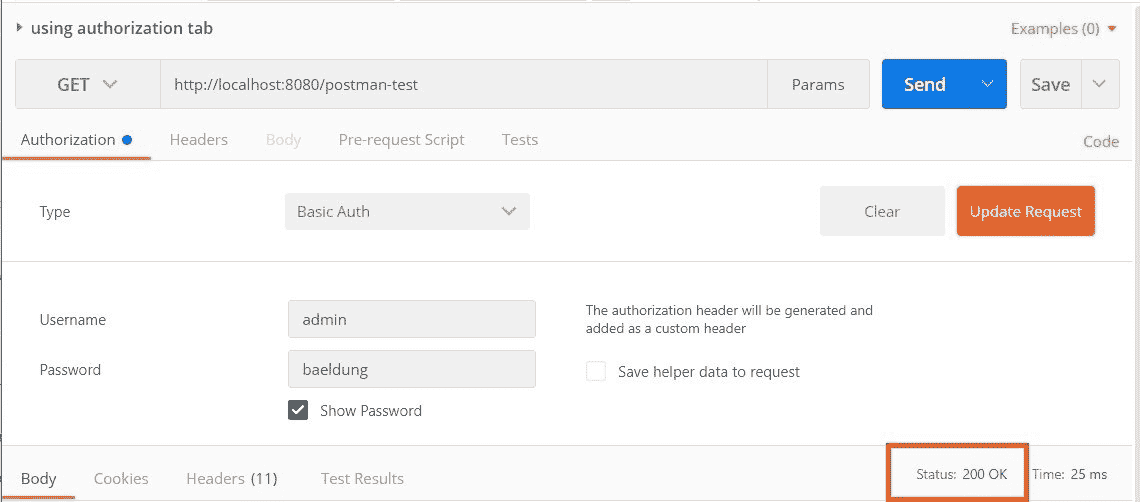 using authorization tab Examples (0)
GET http://localhost:8080/postman-test Params Send Save
Authorization Headers Body Pre-request Script Tests Code
Type Basic Auth Clear Update Request
Username admin The authorization header will be generated and
added as a custom header
Password baeldung Save helper data to request
Show Password
Body Cookies Headers (11) Test Results Status: 200 OK Time: 25 ms